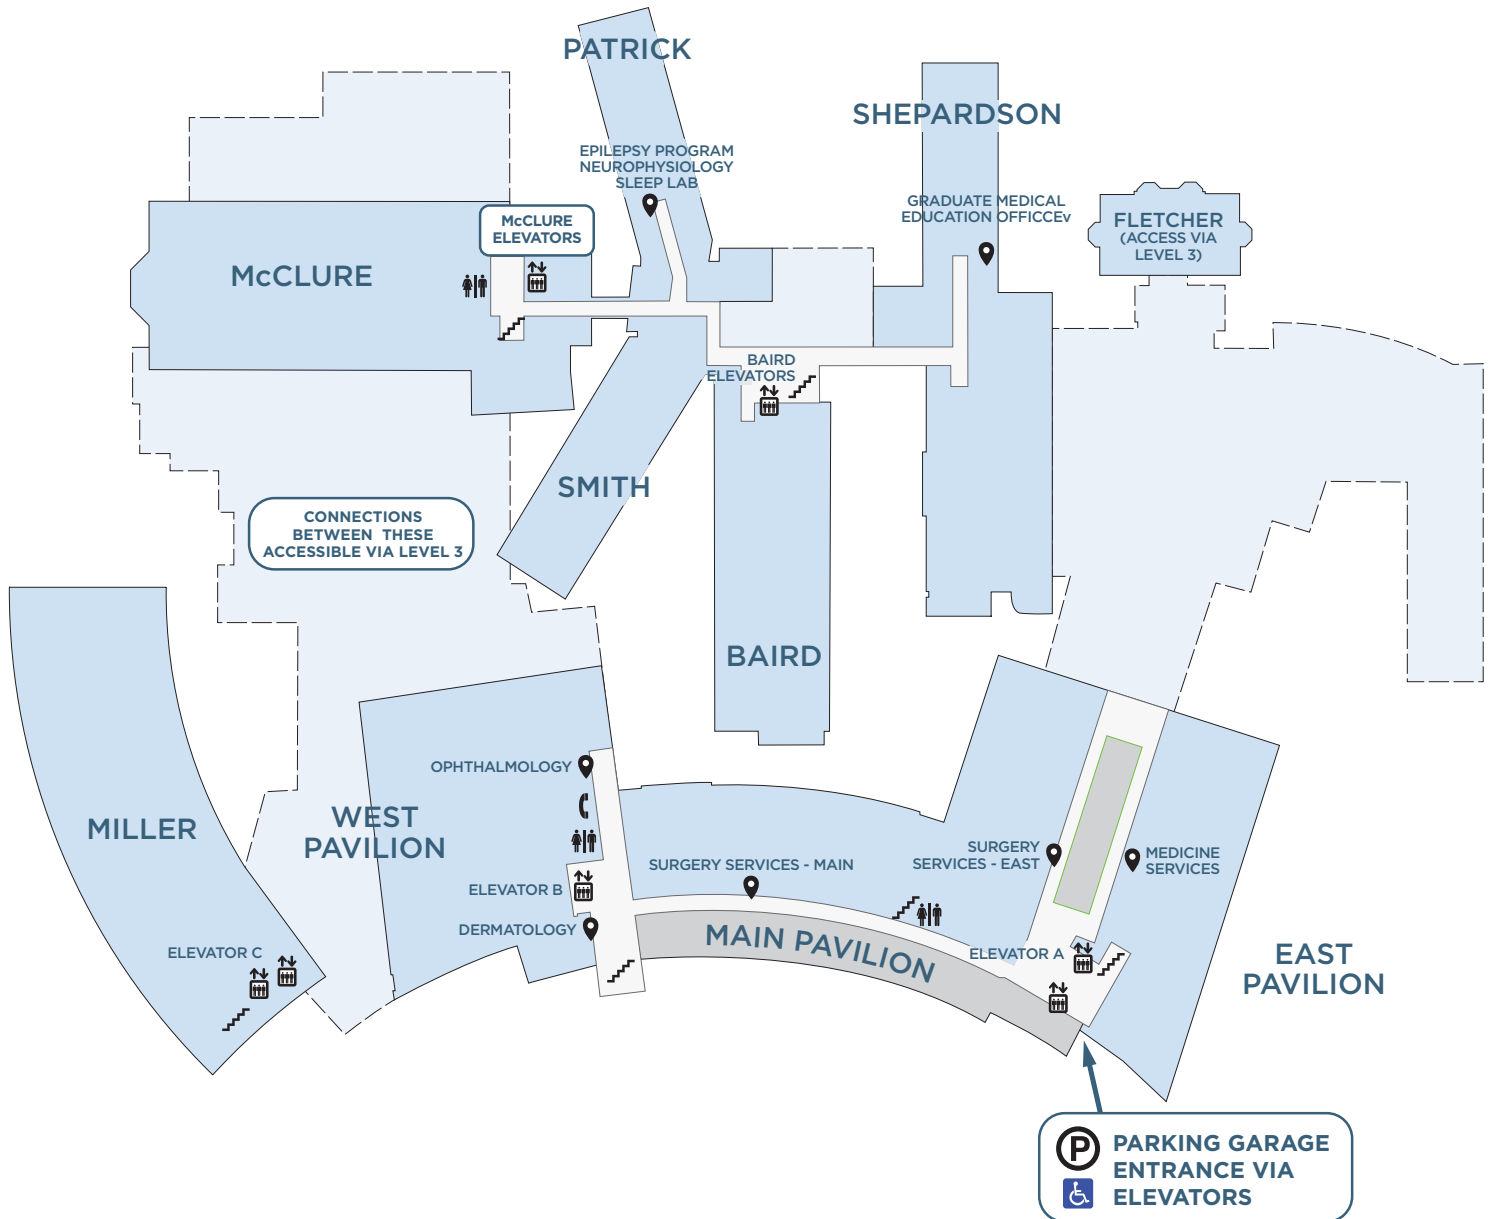 PATRICK
SHEPARDSON
EPILEPSY PROGRAM
NEUROPHYSIOLOGY
SLEEP LAB
GRADUATE MEDICAL
EDUCATION OFFICCEv
McCLURE
ELEVATORS
FLETCHER
(ACCESS VIA
LEVEL 3)
McCLURE
BAIRD
ELEVATORS
SMITH
CONNECTIONS
BETWEEN THESE
ACCESSIBLE VIA LEVEL 3
BAIRD
OPHTHALMOLOGY
MILLER
WEST
PAVILION
SURGERY SERVICES - MAIN
SURGERY
SERVICES - EAST
MEDICINE
SERVICES
ELEVATOR B
DERMATOLOGY
MAIN PAVILION
ELEVATOR C
ELEVATOR A
EAST
PAVILION
P
PARKING GARAGE
ENTRANCE VIA
ELEVATORS